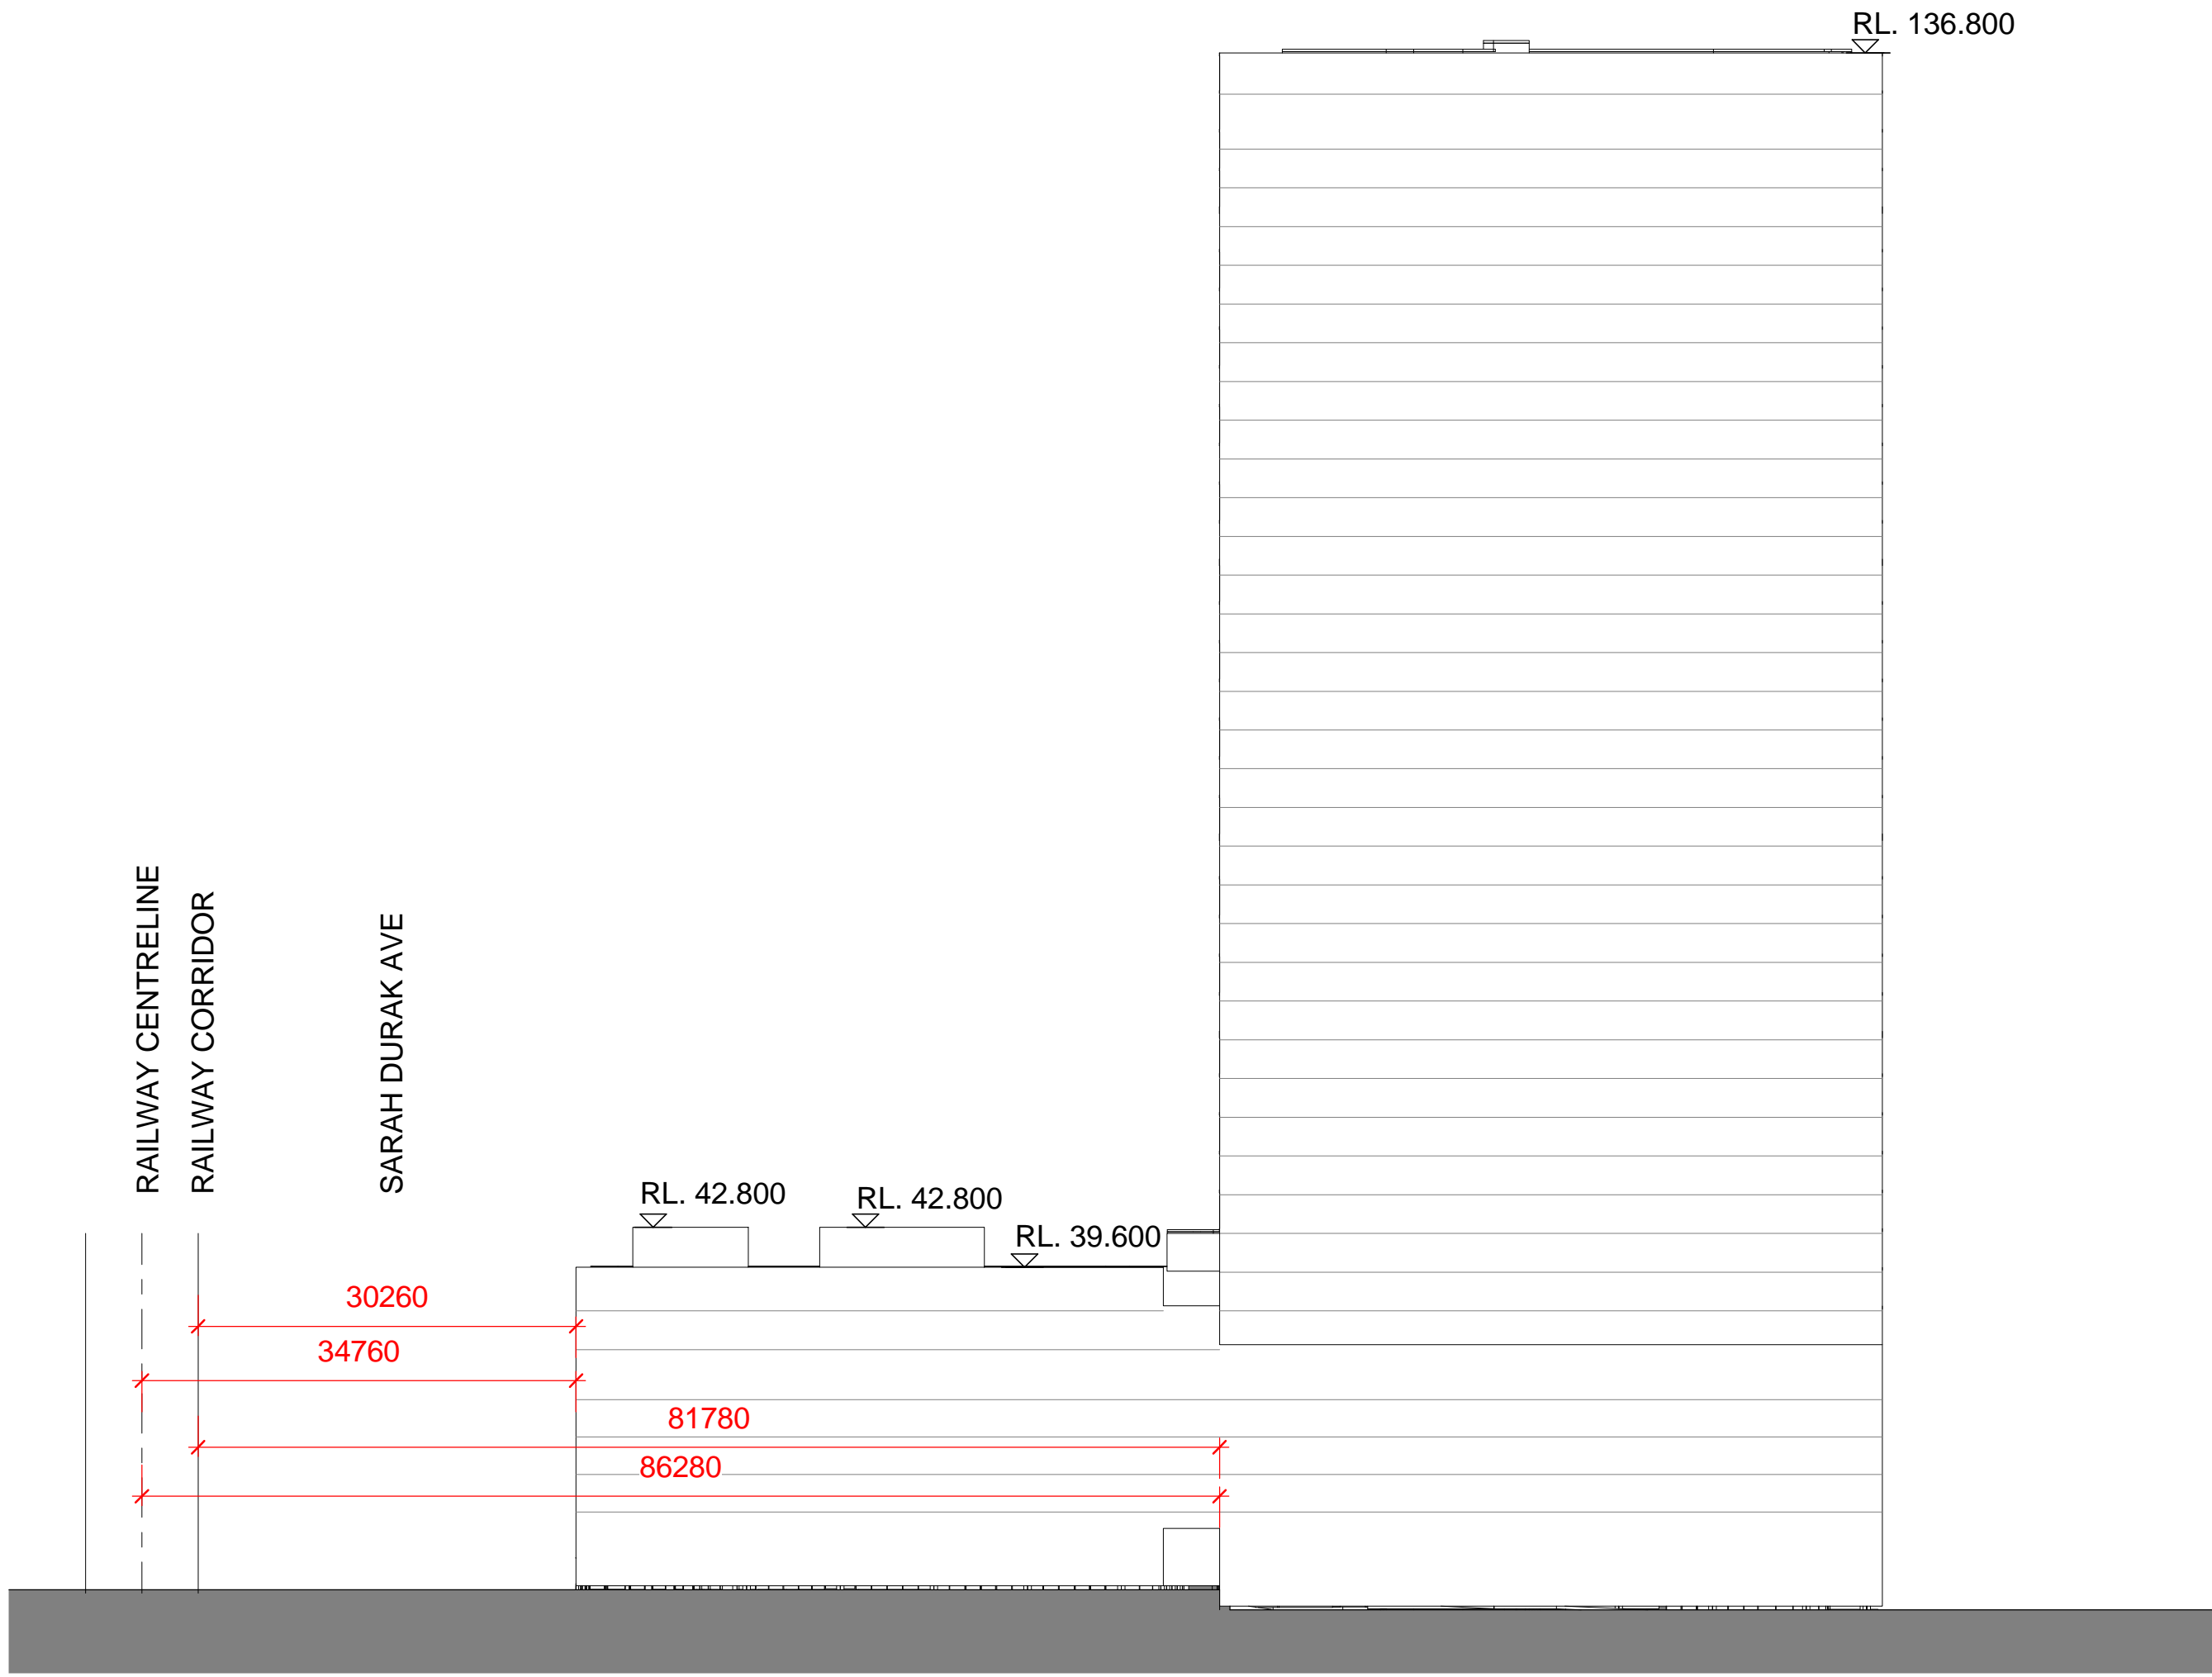 RL. 136.800
RAILWAY CENTRELINE
RAILWAY CORRIDOR
SARAH DURAK AVE
RL. 42.800
RL. 42.800
RL. 39.600
30260
34760
81780
86280